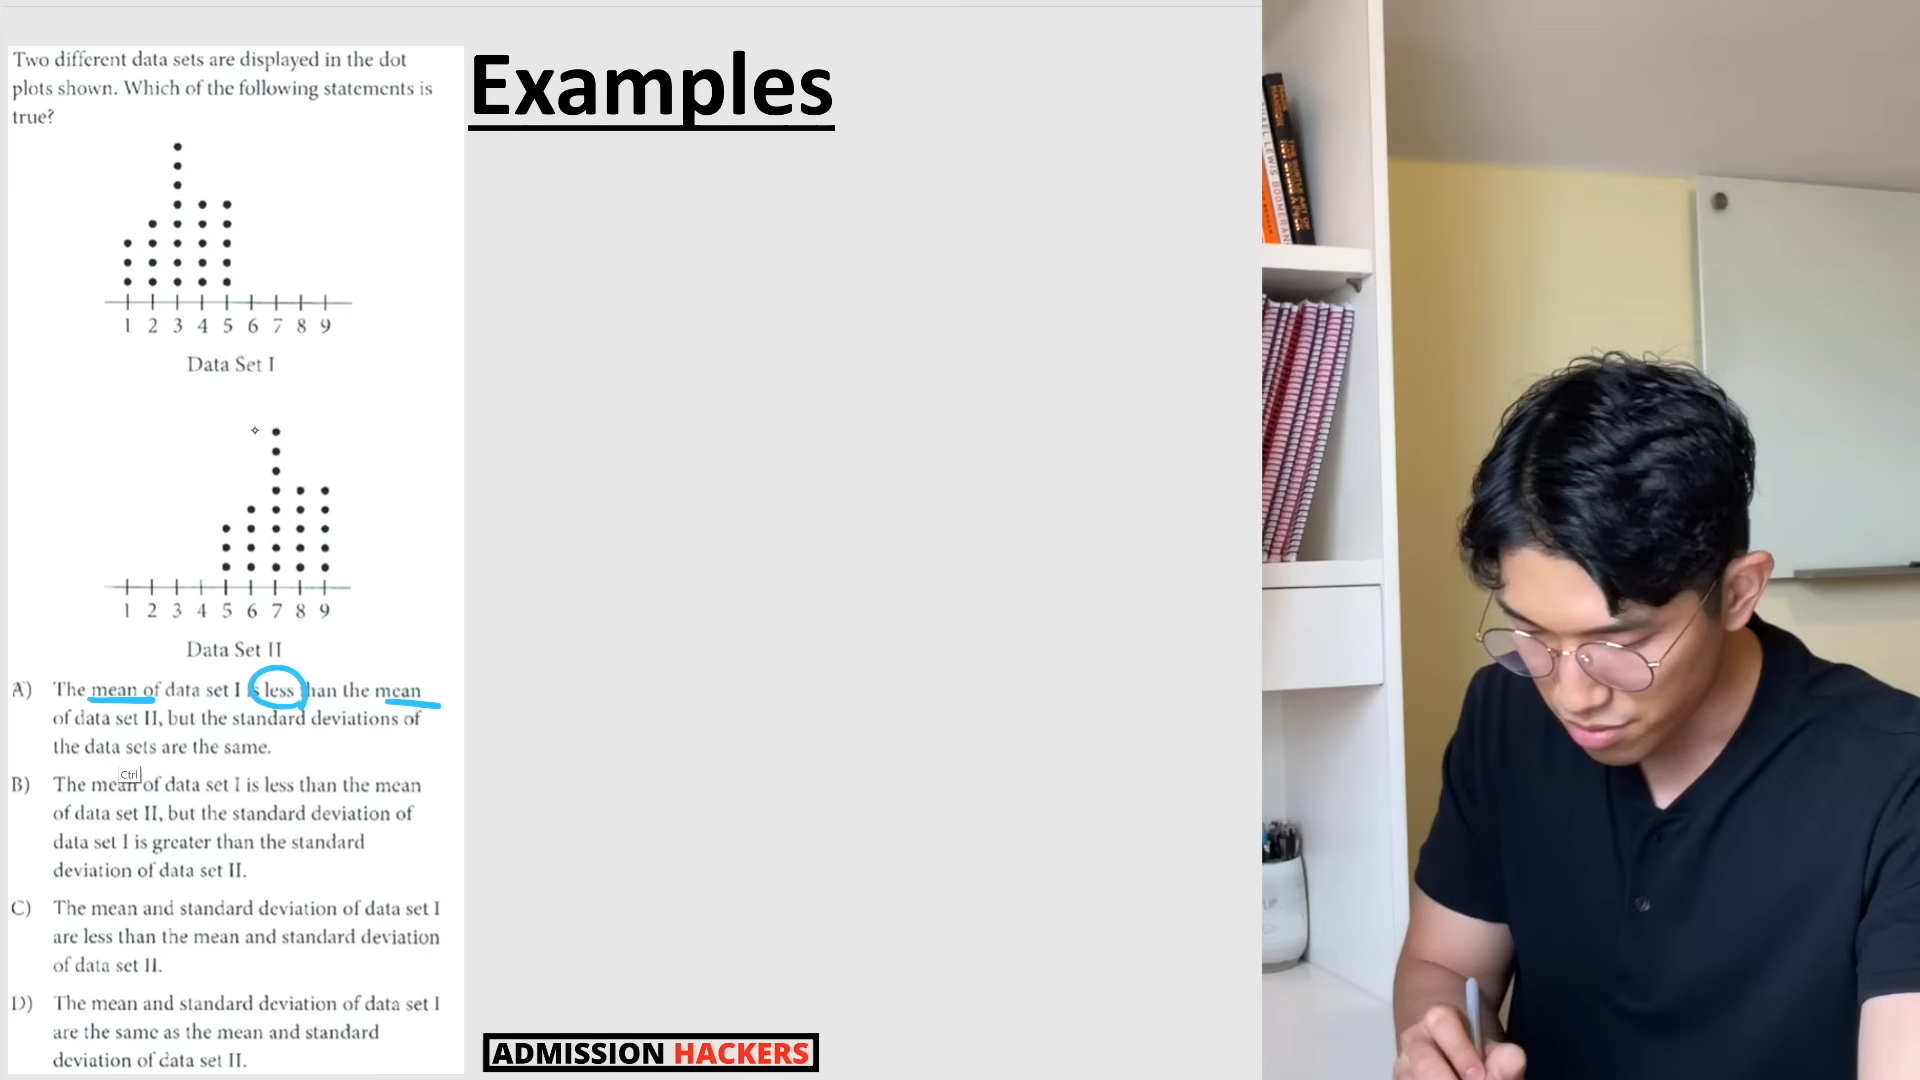 Two different data sets are displayed in the dot
plots shown. Which of the following statements is
true?
Examples
1 2 3 4 5 6 7 8 9
Data Set I
1 2 3 4 5 6 7 8 9
Data Set II
A) The mean of data set I is less than the mean
of data set II, but the standard deviations of
the data sets are the same.
Ctrl
B) The mean of data set I is less than the mean
of data set II, but the standard deviation of
data set I is greater than the standard
deviation of data set II.
C) The mean and standard deviation of data set I
are less than the mean and standard deviation
of data set II.
D) The mean and standard deviation of data set I
are the same as the mean and standard
deviation of data set II.
ADMISSION HACKERS
LEWIS BOOMERAN